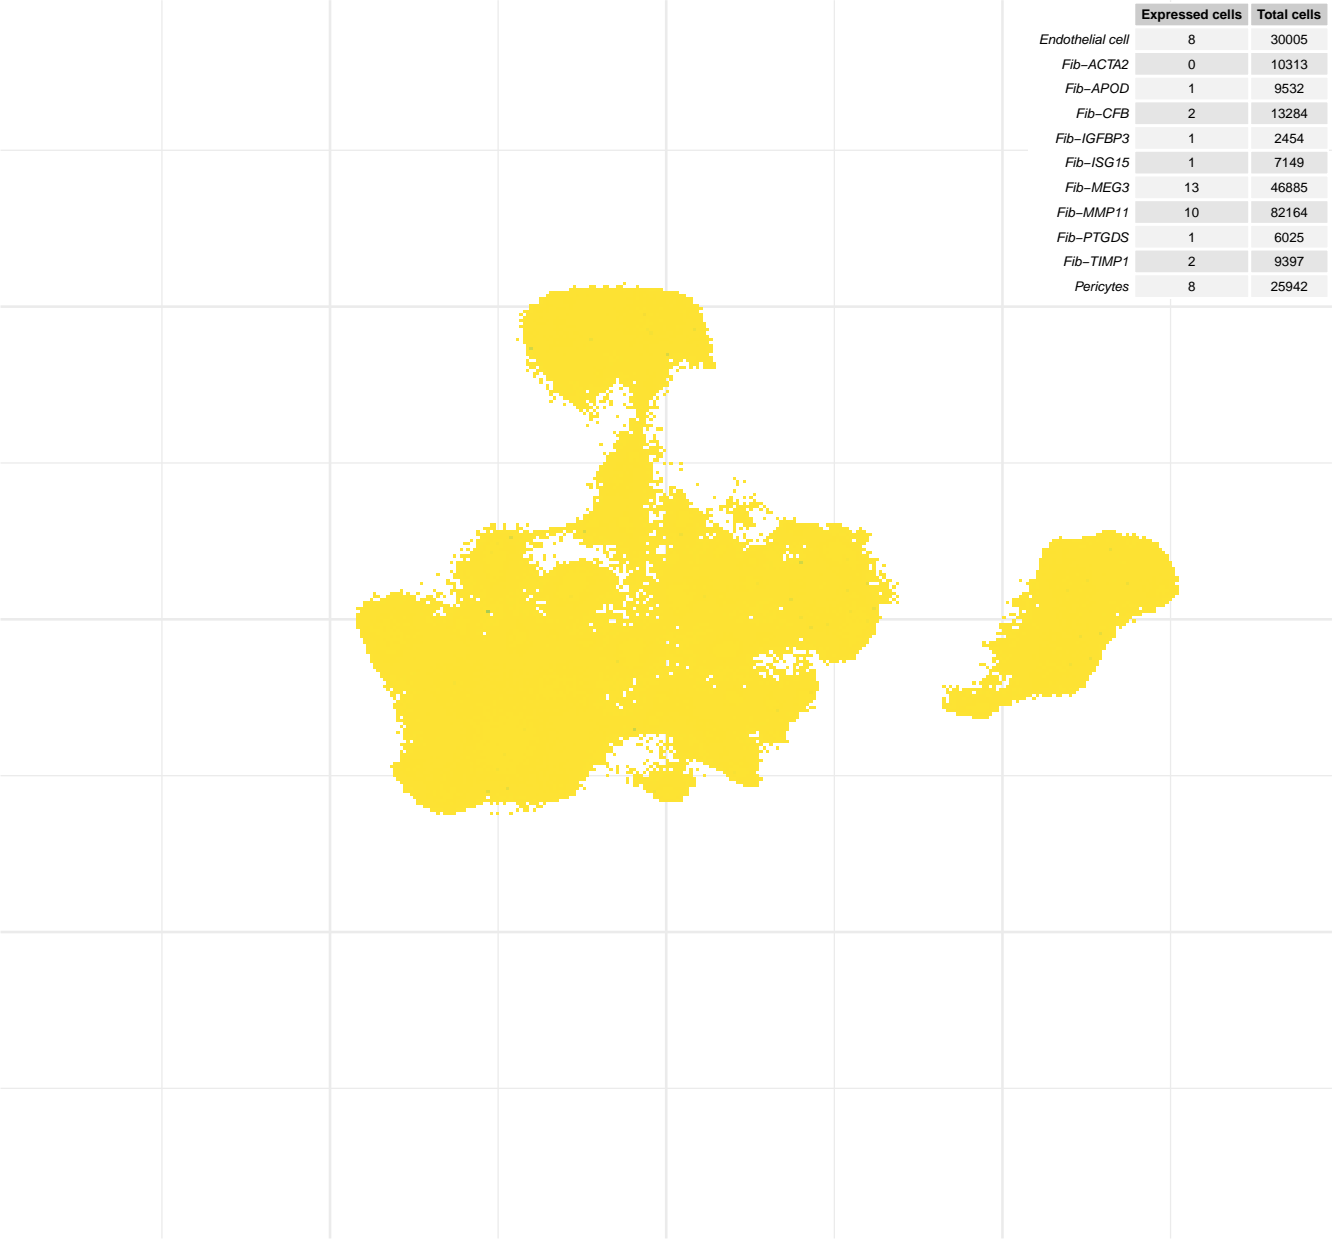 Expressed cells Total cells
Endothelial cell 8 30005
Fib−ACTA2 0 10313
Fib−APOD 1 9532
Fib−CFB 2 13284
Fib−IGFBP3 1 2454
Fib−ISG15 1 7149
Fib−MEG3 13 46885
Fib−MMP11 10 82164
Fib−PTGDS 1 6025
Fib−TIMP1 2 9397
Pericytes 8 25942